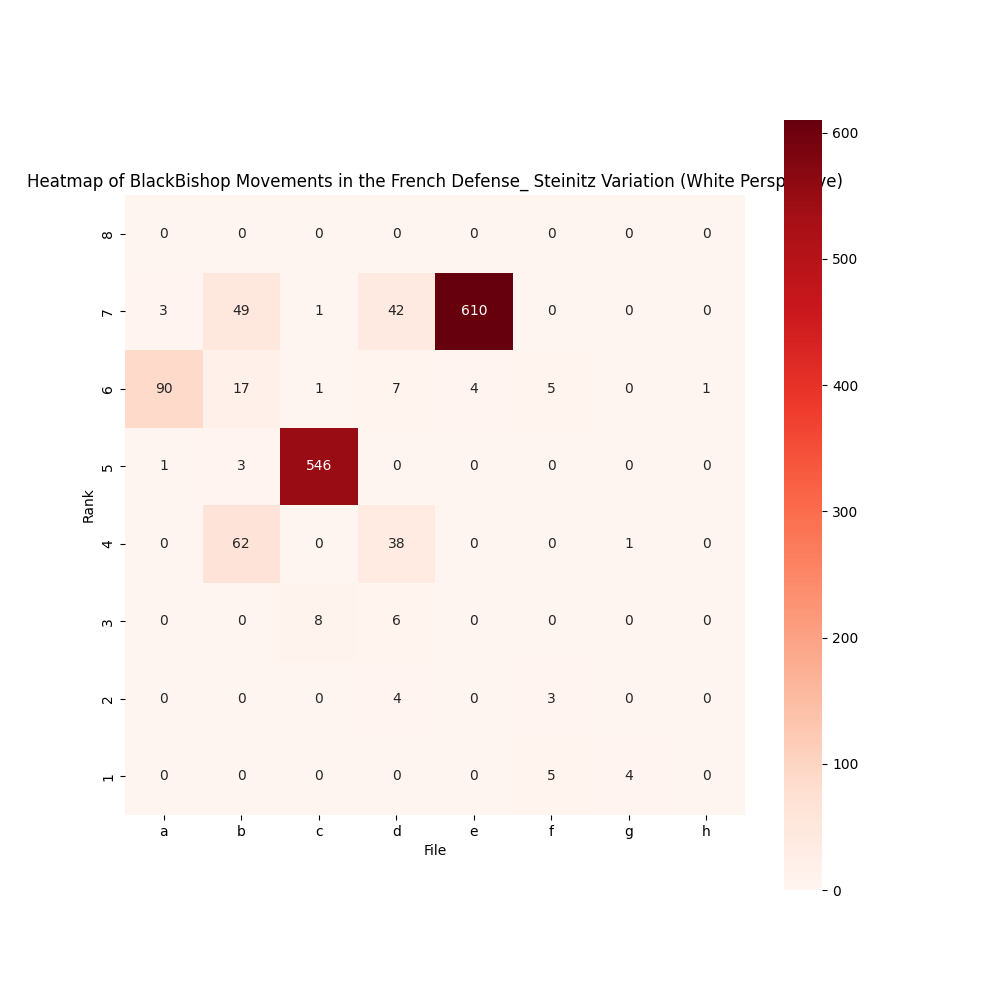 Heatmap of BlackBishop Movements in the French Defense_ Steinitz Variation (White Perspective)
8 0 0 0 0 0 0 0 0
7 3 49 1 42 610 0 0 0
6 90 17 1 7 4 5 0 1
5 1 3 546 0 0 0 0 0
Rank
4 0 62 0 38 0 0 1 0
3 0 0 8 6 0 0 0 0
2 0 0 0 4 0 3 0 0
1 0 0 0 0 0 5 4 0
a b c d e f g h
File
600
500
400
300
200
100
0